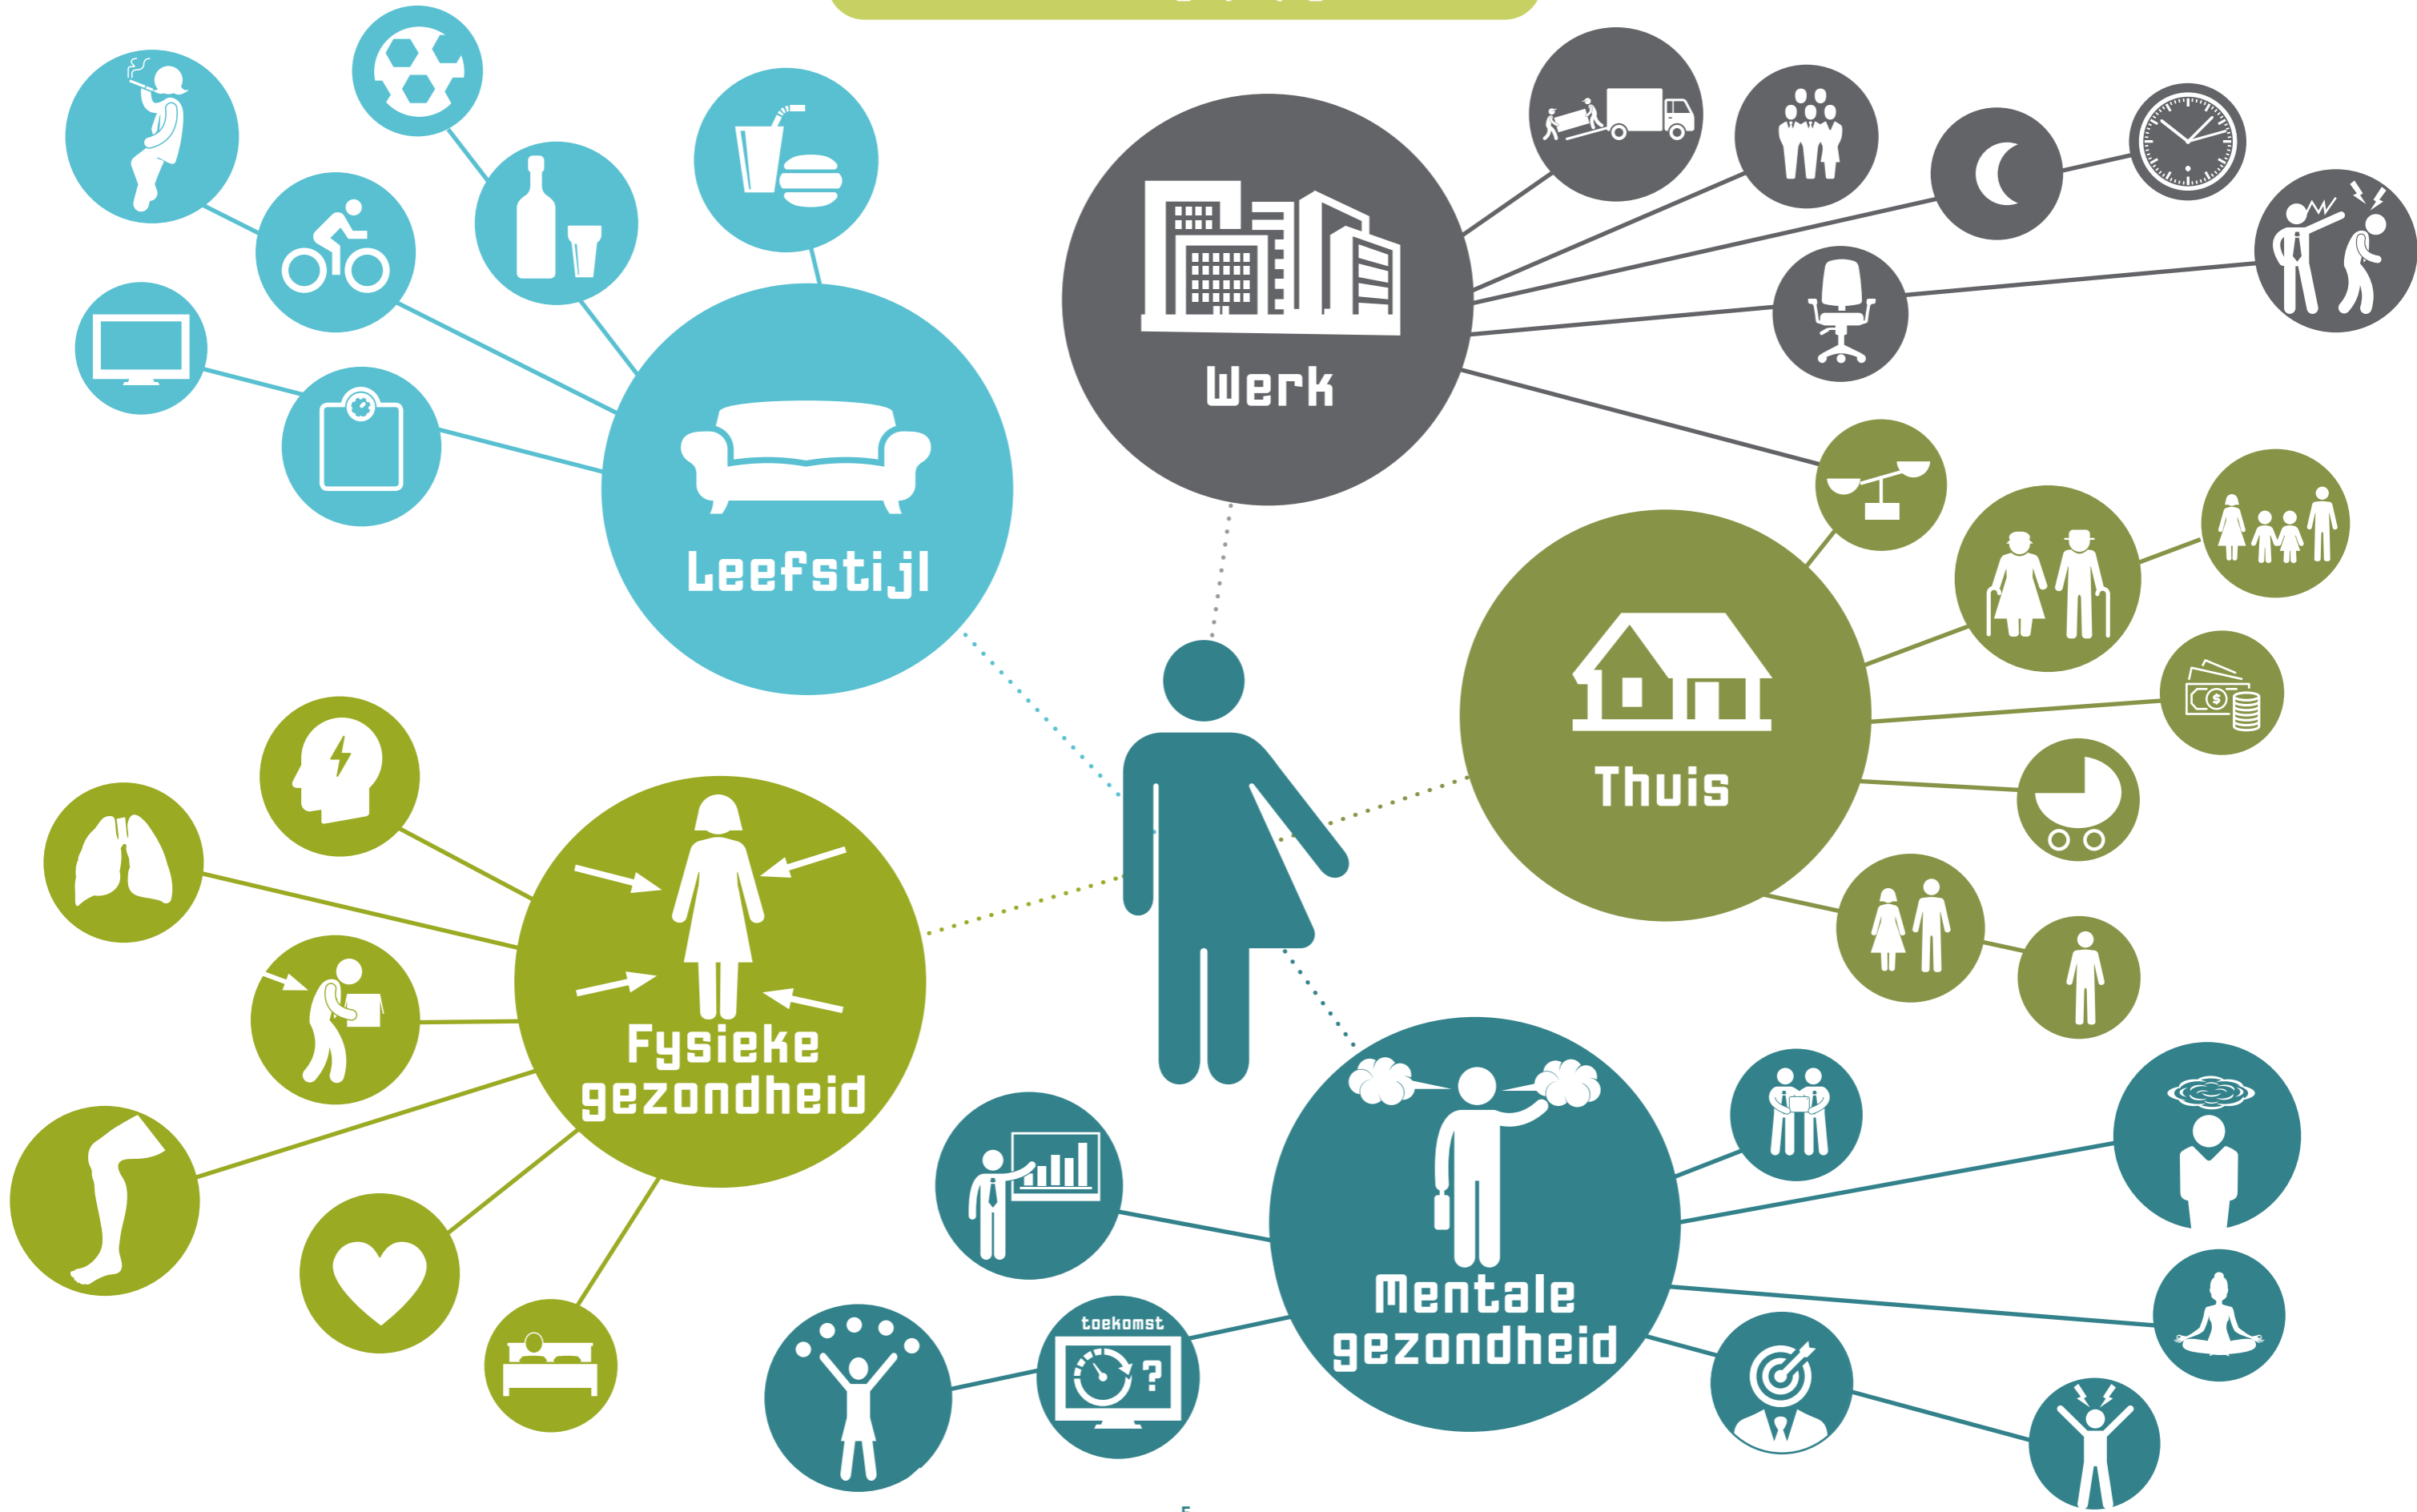 Werk
Leefstijl
Thuis
Fysieke
gezondheid
Mentale
gezondheid
toekomst
?
$